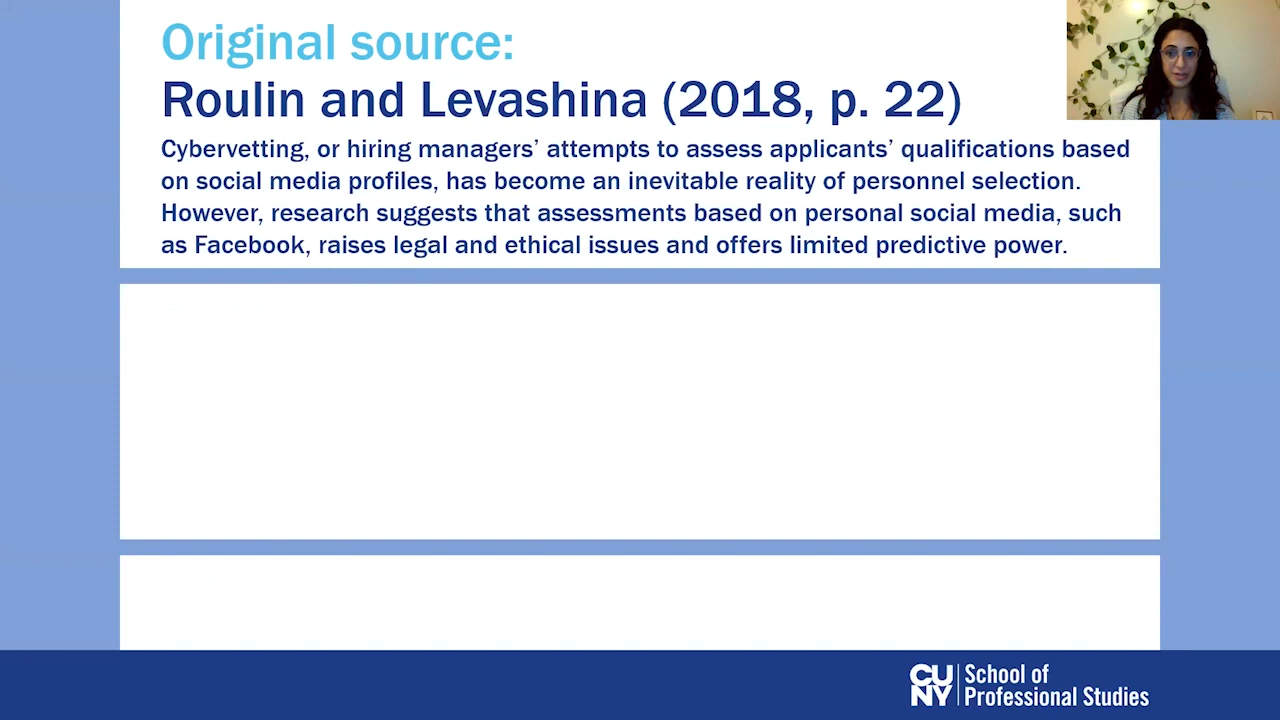 Original source:
Roulin and Levashina (2018, p. 22)
Cybervetting, or hiring managers’ attempts to assess applicants’ qualifications based
on social media profiles, has become an inevitable reality of personnel selection.
However, research suggests that assessments based on personal social media, such
as Facebook, raises legal and ethical issues and offers limited predictive power.
CU
NY
School of
Professional Studies